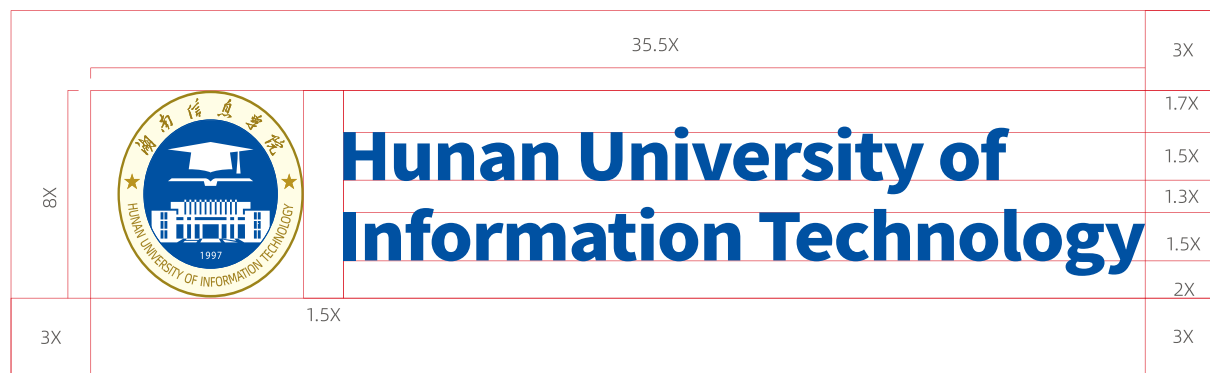 35.5X
3X
1.7X
湖南信息学院
Hunan University of
1.5X
8X
1.3X
Information Technology
1.5X
1997
HUNAN UNIVERSITY OF INFORMATION TECHNOLOGY
2X
1.5X
3X
3X